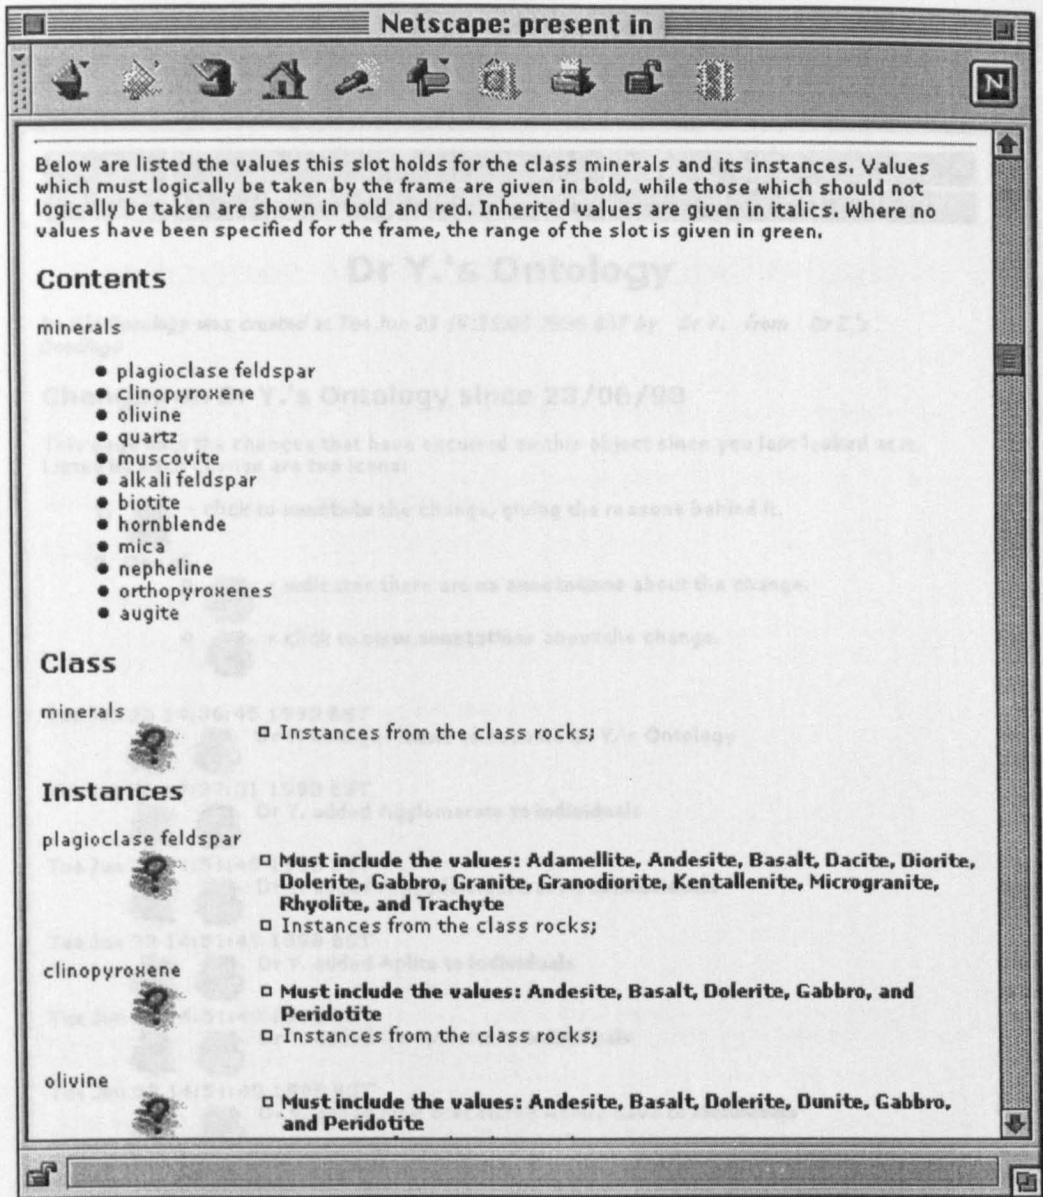 Netscape: present in
N
Below are listed the values this slot holds for the class minerals and its instances. Values
which must logically be taken by the frame are given in bold, while those which should not
logically be taken are shown in bold and red. Inherited values are given in italics. Where no
values have been specified for the frame, the range of the slot is given in green.
Contents
minerals
• plagioclase feldspar
• clinopyroxene
• olivine
• quartz
• muscovite
• alkali feldspar
• biotite
• hornblende
• mica
• nepheline
• orthopyroxenes
• augite
Class
minerals
Instances from the class rocks;
Instances
plagioclase feldspar
Must include the values: Adamellite, Andesite, Basalt, Dacite, Diorite,
Dolerite, Gabbro, Granite, Granodiorite, Kentallenite, Microgranite,
Rhyolite, and Trachyte
Instances from the class rocks;
clinopyroxene
Must include the values: Andesite, Basalt, Dolerite, Gabbro, and
Peridotite
Instances from the class rocks;
olivine
Must include the values: Andesite, Basalt, Dolerite, Dunite, Gabbro,
and Peridotite